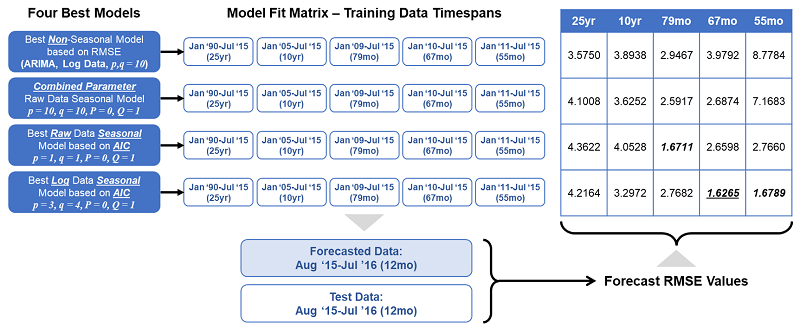 Four Best Models
Model Fit Matrix – Training Data Timespans
25yr 10yr 79mo 67mo 55mo
Best Non-Seasonal Model
based on RMSE
(ARIMA, Log Data, p,q = 10)
Jan ‘90-Jul ‘15 Jan ‘05-Jul ‘15 Jan ‘09-Jul ‘15 Jan ‘10-Jul ‘15 Jan ‘11-Jul ‘15
(25yr) (10yr) (79mo) (67mo) (55mo)
3.5750 3.8938 2.9467 3.9792 8.7784
Combined Parameter
Raw Data Seasonal Model
p = 10, q = 10, P = 0, Q = 1
Jan ‘90-Jul ‘15 Jan ‘05-Jul ‘15 Jan ‘09-Jul ‘15 Jan ‘10-Jul ‘15 Jan ‘11-Jul ‘15
(25yr) (10yr) (79mo) (67mo) (55mo)
4.1008 3.6252 2.5917 2.6874 7.1683
Best Raw Data Seasonal
Model based on AIC
p = 1, q = 1, P = 0, Q = 1
Jan ‘90-Jul ‘15 Jan ‘05-Jul ‘15 Jan ‘09-Jul ‘15 Jan ‘10-Jul ‘15 Jan ‘11-Jul ‘15
(25yr) (10yr) (79mo) (67mo) (55mo)
4.3622 4.0528 1.6711 2.6598 2.7660
Best Log Data Seasonal
Model based on AIC
p = 3, q = 4, P = 0, Q = 1
Jan ‘90-Jul ‘15 Jan ‘05-Jul ‘15 Jan ‘09-Jul ‘15 Jan ‘10-Jul ‘15 Jan ‘11-Jul ‘15
(25yr) (10yr) (79mo) (67mo) (55mo)
4.2164 3.2972 2.7682 1.6265 1.6789
Forecasted Data:
Aug ‘15-Jul ’16 (12mo)
Test Data:
Aug ‘15-Jul ’16 (12mo)
Forecast RMSE Values